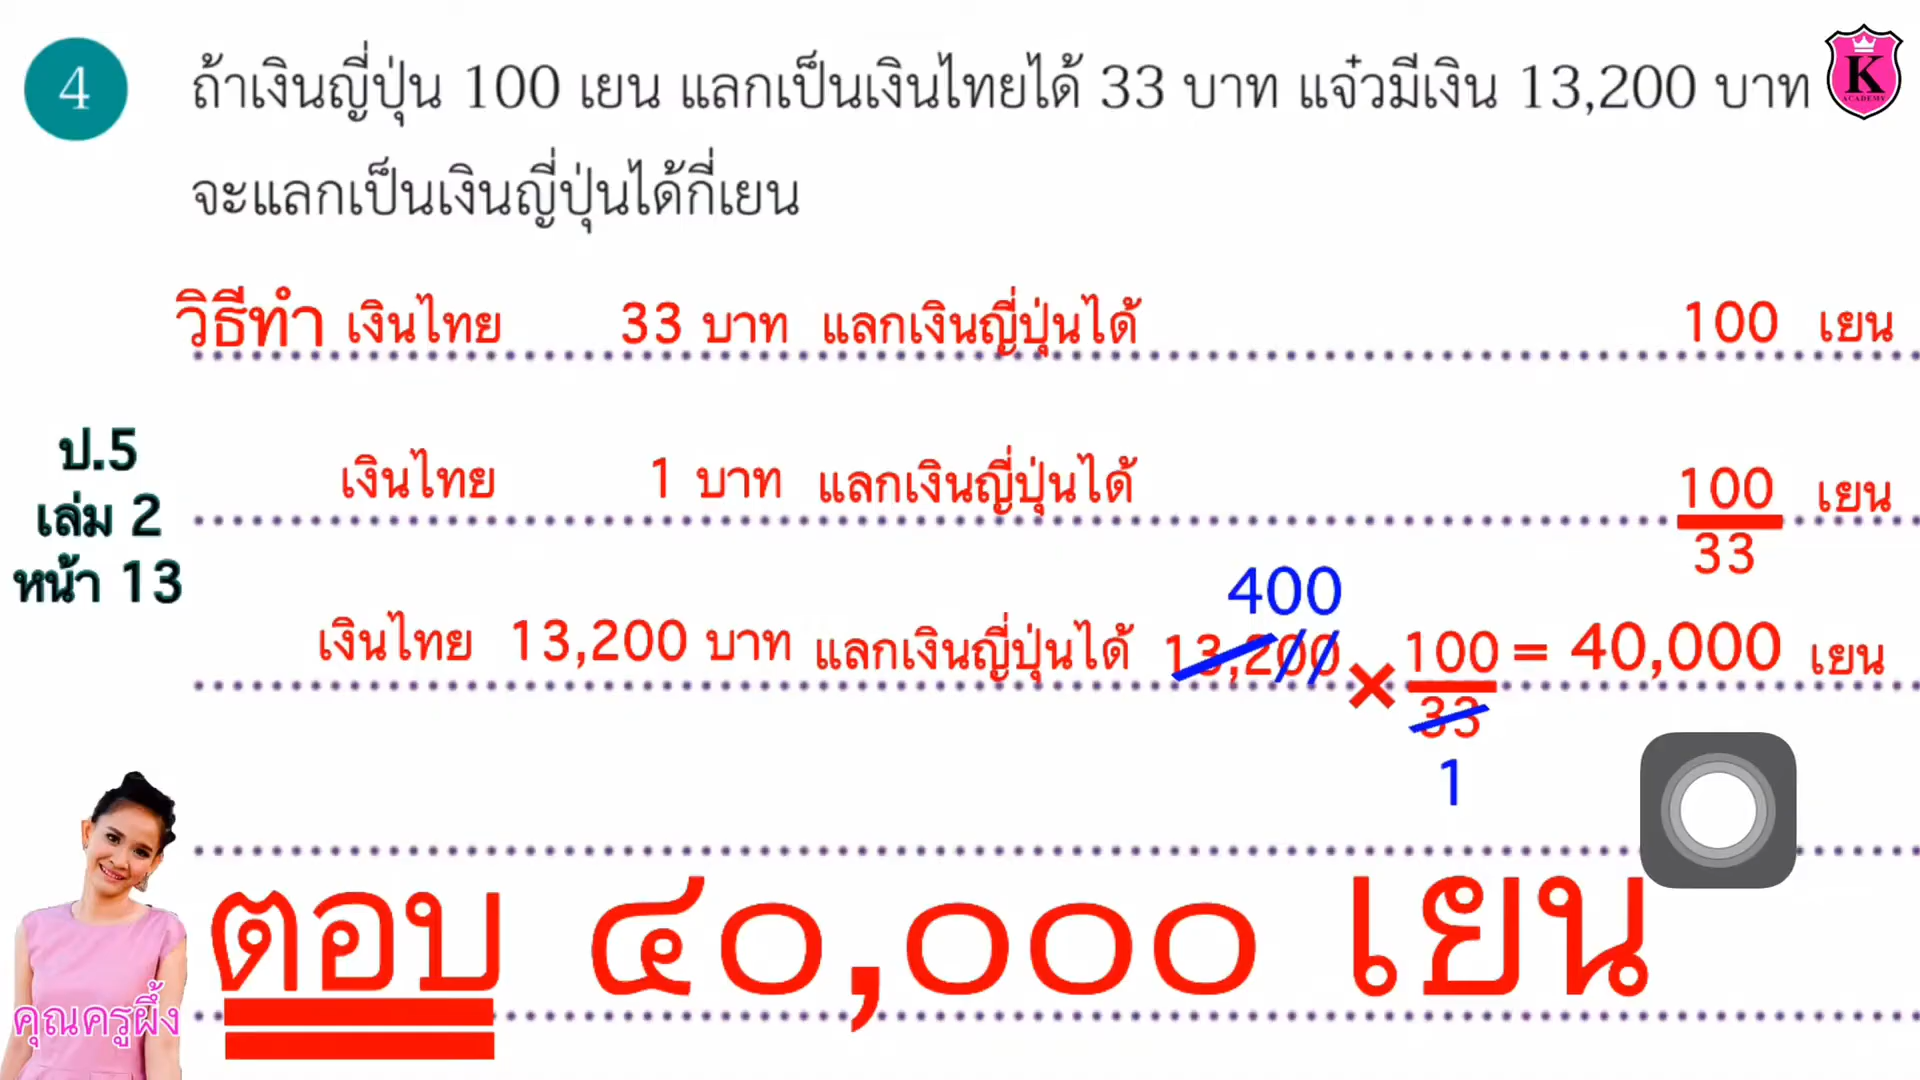 4 ถ้าเงินญี่ปุ่น 100 เยน แลกเป็นเงินไทยได้ 33 บาท แจ๋วมีเงิน 13,200 บาท
จะแลกเป็นเงินญี่ปุ่นได้กี่เยน
K
ACADEMY
วิธีทำ เงินไทย 33 บาท แลกเงินญี่ปุ่นได้ 100 เยน
ป.5
เล่ม 2
หน้า 13
เงินไทย 1 บาท แลกเงินญี่ปุ่นได้ 100 เยน
33
400
เงินไทย 13,200 บาท แลกเงินญี่ปุ่นได้ 13,200 × 100 = 40,000 เยน
33
1
ตอบ ๔๐,๐๐๐ เยน
คุณครูผึ้ง